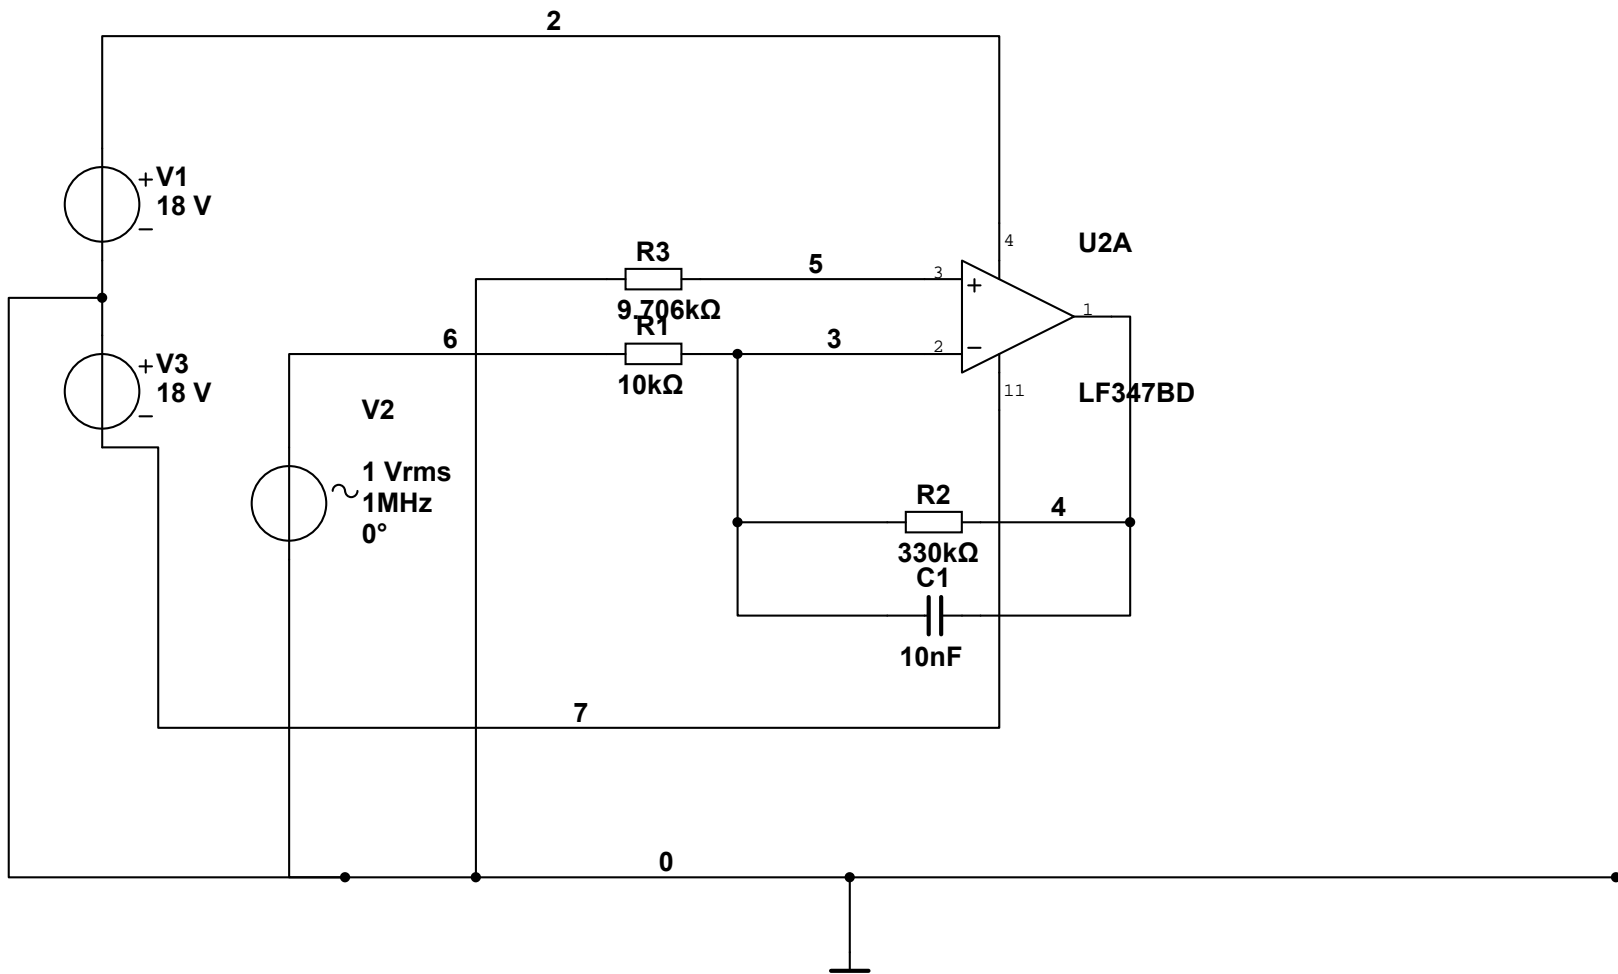 2
+V1
18 V
−
4
U2A
R3
5
3
+
1
9.706kΩ
R1
6
3
2
−
10kΩ
+V3
18 V
−
11
LF347BD
V2
1 Vrms
1MHz
0°
R2
4
330kΩ
C1
10nF
7
0